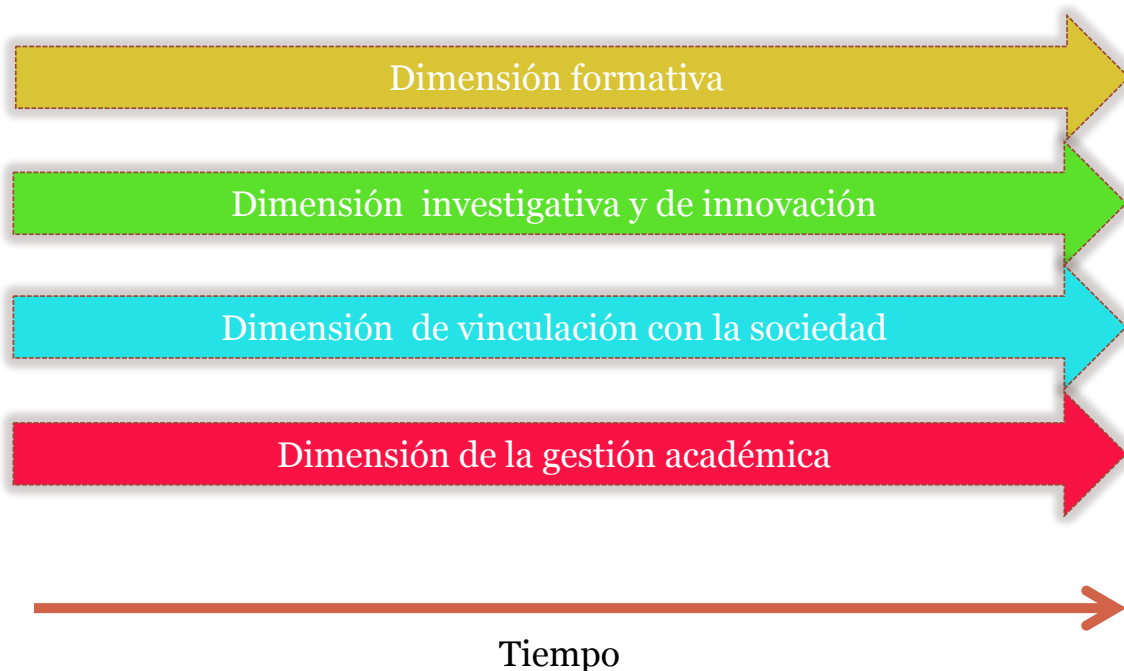 Dimensión formativa
Dimensión  investigativa y de innovación
Dimensión  de vinculación con la sociedad
Dimensión de la gestión académica
Tiempo